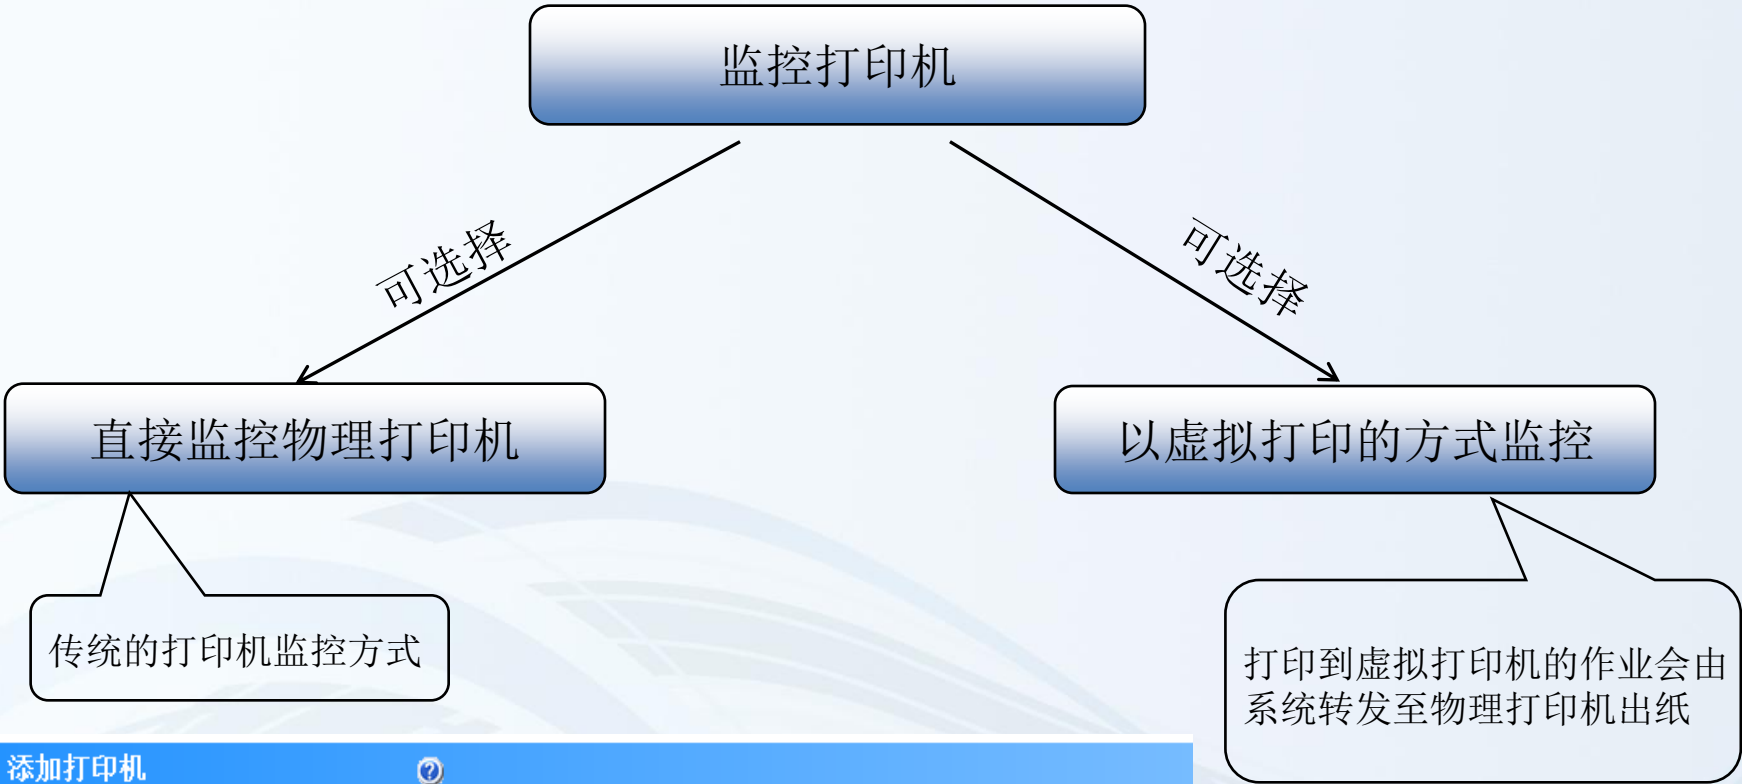 监控打印机
可选择
可选择
直接监控物理打印机
以虚拟打印的方式监控
传统的打印机监控方式
打印到虚拟打印机的作业会由
系统转发至物理打印机出纸
添加打印机